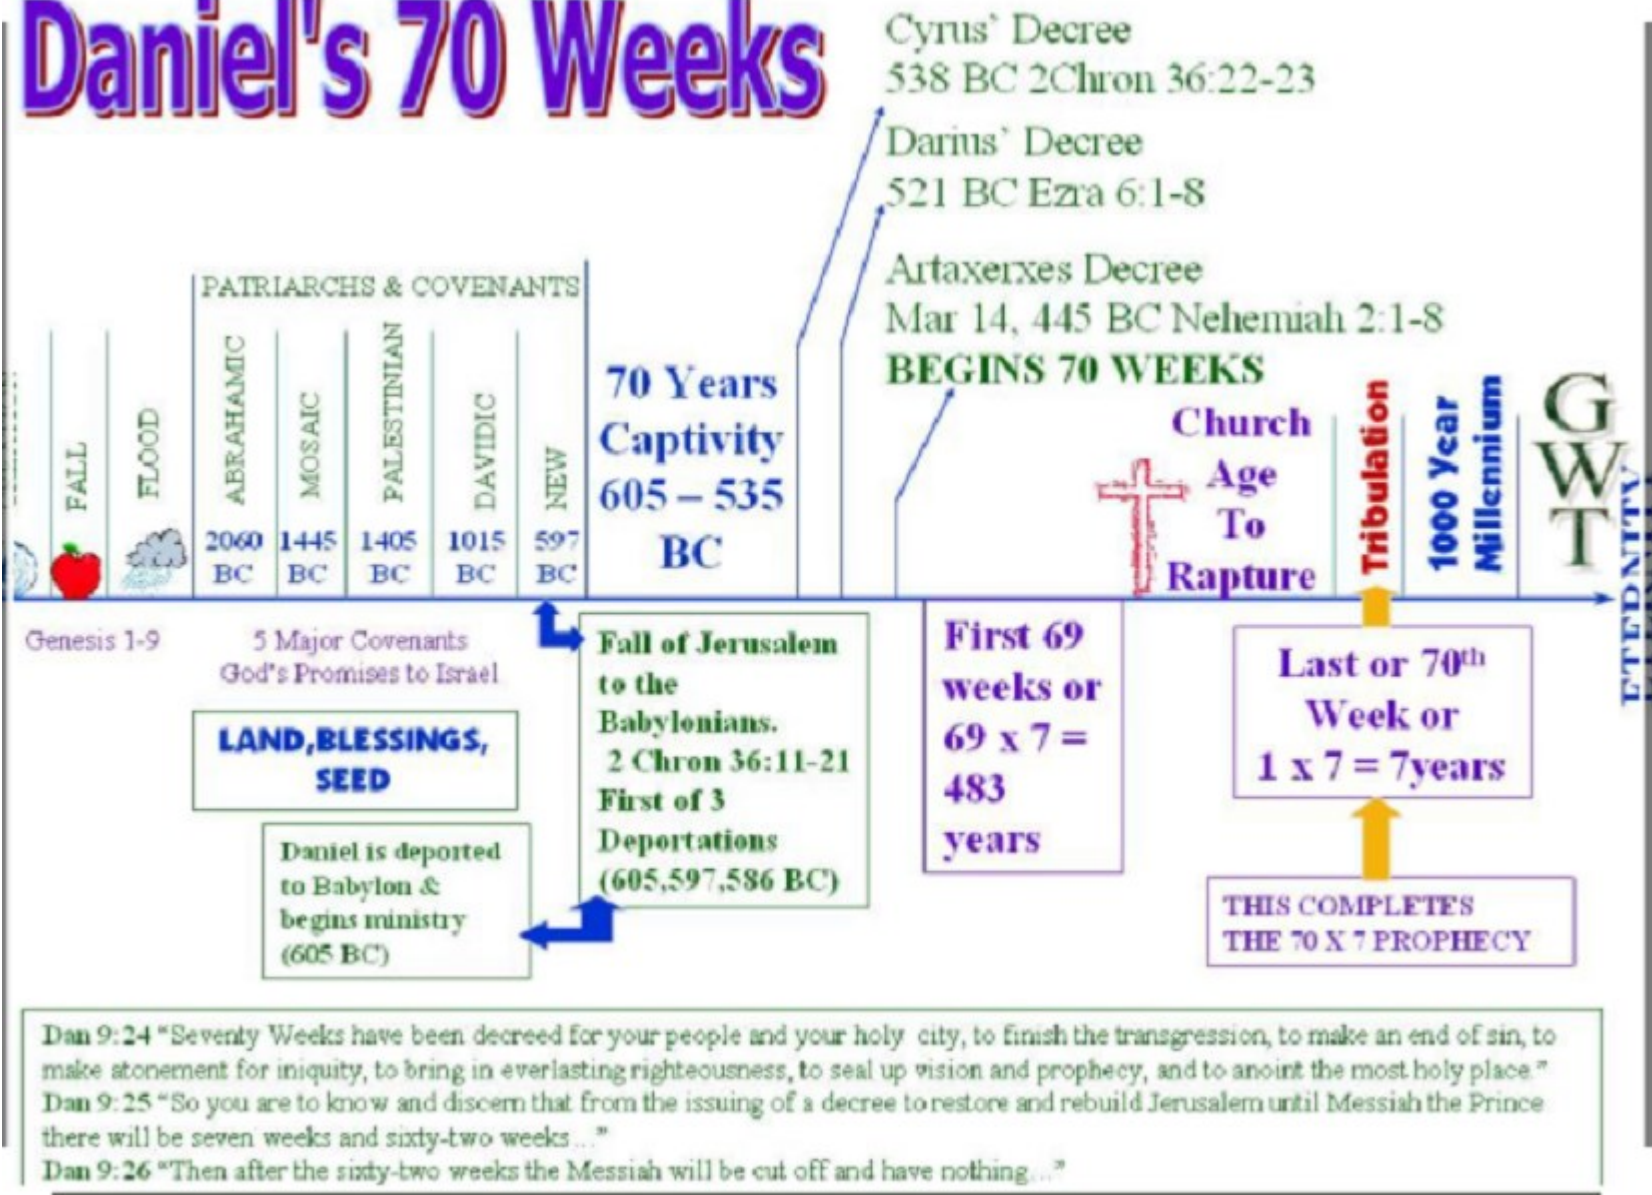 Daniel's 70 Weeks
Cyrus` Decree
538 BC 2Chron 36:22-23
Darius` Decree
521 BC Ezra 6:1-8
Artaxerxes Decree
Mar 14, 445 BC Nehemiah 2:1-8
BEGINS 70 WEEKS
PATRIARCHS & COVENANTS
FALL
FLOOD
ABRAHAMIC
2060
BC
MOSAIC
1445
BC
PALESTINIAN
1405
BC
DAVIDIC
1015
BC
NEW
597
BC
70 Years
Captivity
605 – 535
BC
Church
Age
To
Rapture
Tribulation
1000 Year
Millennium
GWT
ETERNITY
Genesis 1-9
5 Major Covenants
God's Promises to Israel
LAND,BLESSINGS,
SEED
Daniel is deported
to Babylon &
begins ministry
(605 BC)
Fall of Jerusalem
to the
Babylonians.
2 Chron 36:11-21
First of 3
Deportations
(605,597,586 BC)
First 69
weeks or
69 x 7 =
483
years
Last or 70th
Week or
1 x 7 = 7years
THIS COMPLETES
THE 70 X 7 PROPHECY
Dan 9:24 “Seventy Weeks have been decreed for your people and your holy city, to finish the transgression, to make an end of sin, to
make atonement for iniquity, to bring in everlasting righteousness, to seal up vision and prophecy, and to anoint the most holy place.”
Dan 9:25 “So you are to know and discern that from the issuing of a decree to restore and rebuild Jerusalem until Messiah the Prince
there will be seven weeks and sixty-two weeks…”
Dan 9:26 “Then after the sixty-two weeks the Messiah will be cut off and have nothing…”